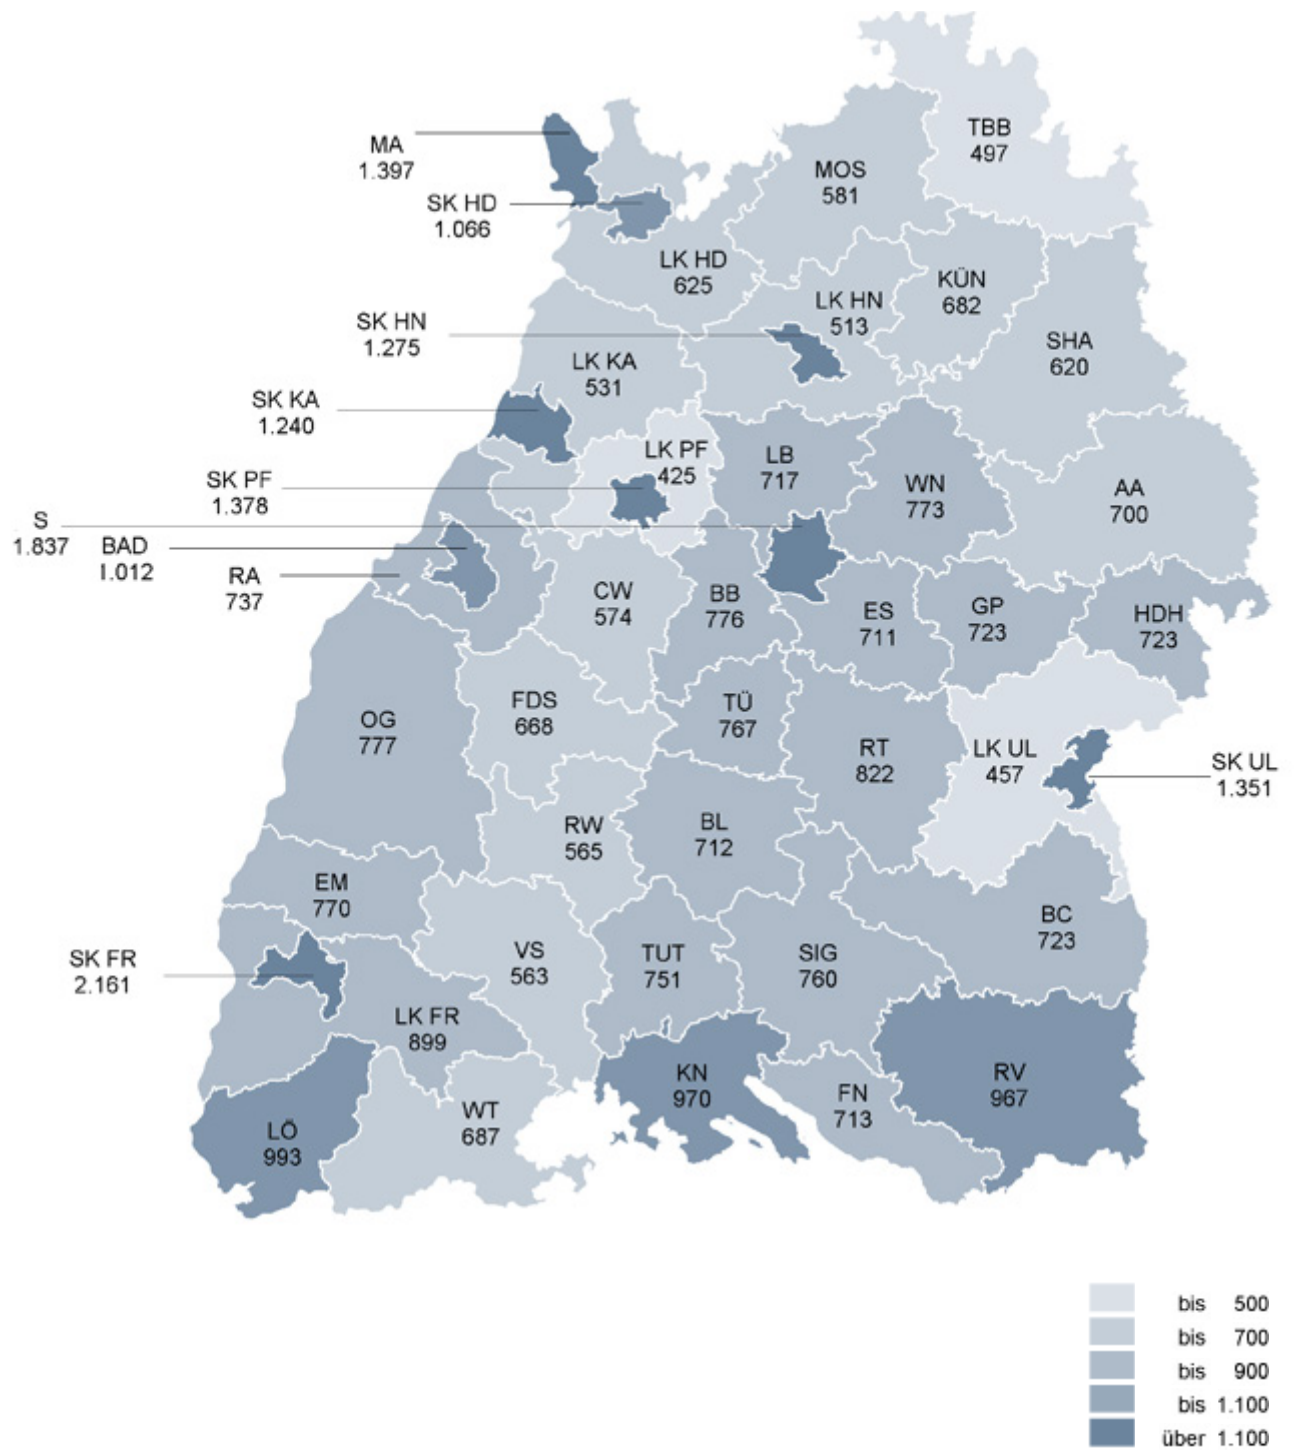 TBB
497
MA
1.397
MOS
581
SK HD
1.066
LK HD
625
KÜN
682
LK HN
513
SK HN
1.275
SHA
620
LK KA
531
SK KA
1.240
LK PF
425
LB
717
WN
773
AA
700
SK PF
1.378
S
1.837
BAD
1.012
RA
737
CW
574
BB
776
ES
711
GP
723
HDH
723
FDS
668
TÜ
767
OG
777
RT
822
LK UL
457
SK UL
1.351
RW
565
BL
712
EM
770
BC
723
SK FR
2.161
VS
563
TUT
751
SIG
760
LK FR
899
KN
970
RV
967
FN
713
WT
687
LÖ
993
bis 500
bis 700
bis 900
bis 1.100
über 1.100